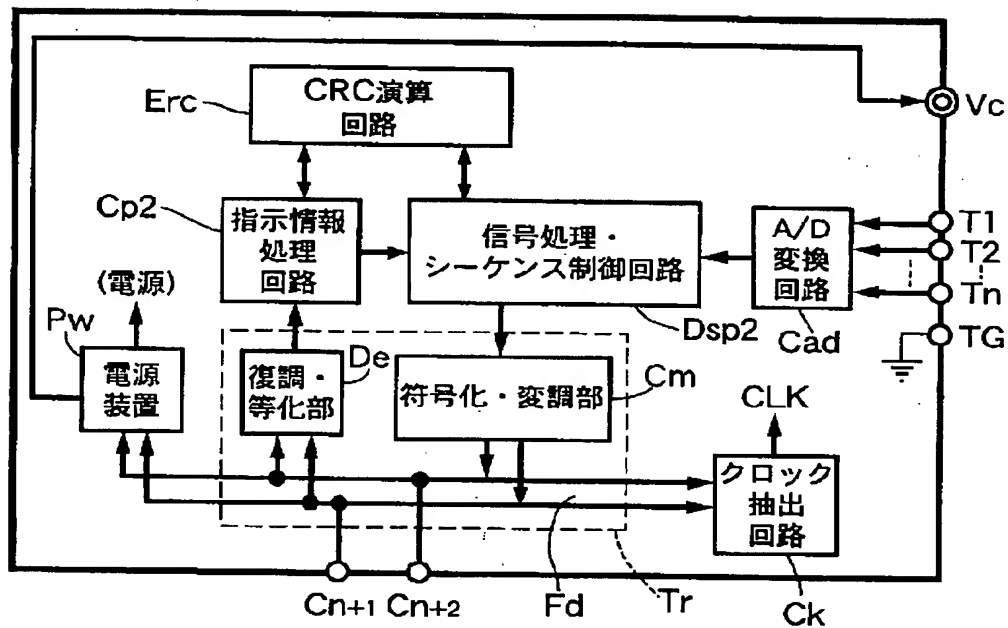 CRC演算
回路
Erc
Vc
Cp2
指示情報
処理
回路
信号処理・
シーケンス制御回路
A/D
変換
回路
T1
T2
Tn
TG
(電源)
Pw
Dsp2
Cad
電源
装置
De
復調・
等化部
Cm
符号化・変調部
CLK
クロック
抽出
回路
Cn+1
Cn+2
Fd
Tr
Ck